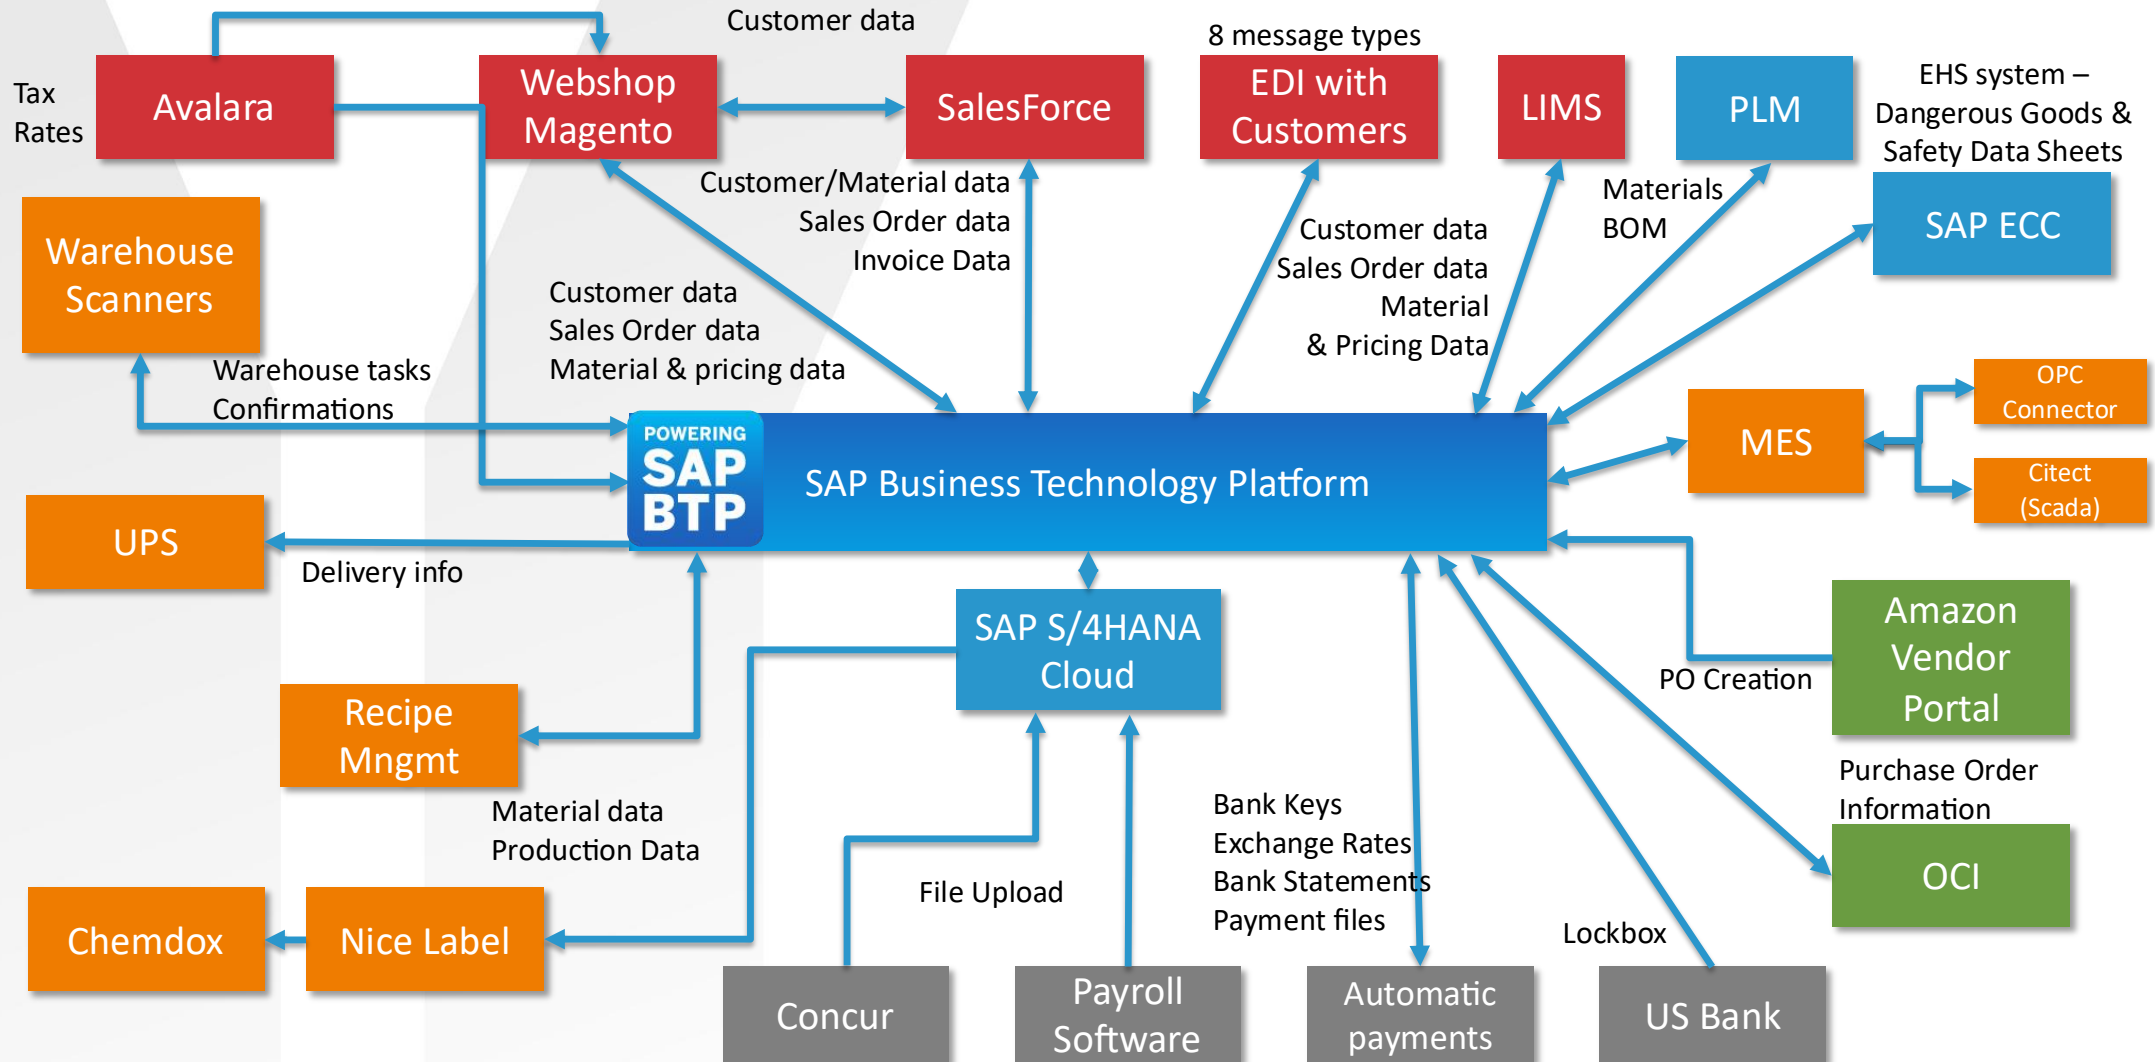 Customer data
8 message types
Tax
Rates
Avalara
Webshop
Magento
SalesForce
EDI with
Customers
LIMS
PLM
EHS system –
Dangerous Goods &
Safety Data Sheets
SAP ECC
Warehouse
Scanners
Customer/Material data
Sales Order data
Invoice Data
Customer data
Sales Order data
Material
& Pricing Data
Materials
BOM
Customer data
Sales Order data
Material & pricing data
Warehouse tasks
Confirmations
POWERING
SAP
BTP
SAP Business Technology Platform
MES
OPC
Connector
Citect
(Scada)
UPS
Delivery info
SAP S/4HANA
Cloud
Amazon
Vendor
Portal
PO Creation
Recipe
Mngmt
Material data
Production Data
Purchase Order
Information
OCI
Bank Keys
Exchange Rates
Bank Statements
Payment files
File Upload
Lockbox
Chemdox
Nice Label
Concur
Payroll
Software
Automatic
payments
US Bank